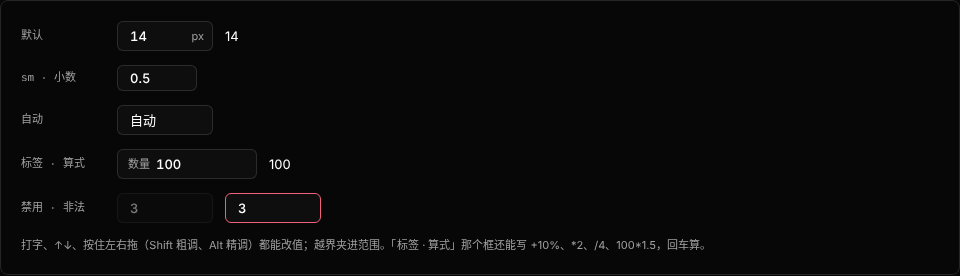 默认 14 px 14
sm · 小数 0.5
自动 自动
标签 · 算式 数量 100 100
禁用 · 非法 3 3
打字、↑↓、按住左右拖（Shift 粗调、Alt 精调）都能改值；越界夹进范围。「标签 · 算式」那个框还能写 +10%、*2、/4、100*1.5，回车算。